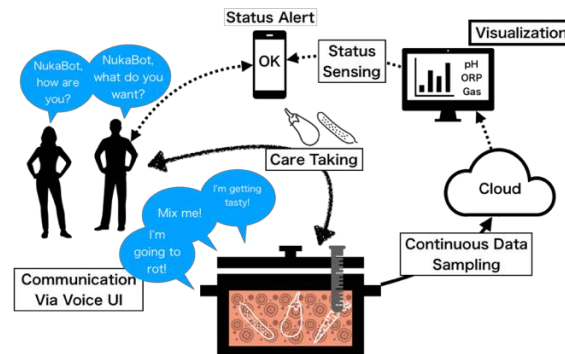 Status Alert
Visualization
NukaBot,
how are
you?
NukaBot,
what do you
want?
OK
Status
Sensing
pH
ORP
Gas
Care Taking
I'm getting
tasty!
Mix me!
I'm
going to
rot!
Cloud
Communication
Via Voice UI
Continuous Data
Sampling